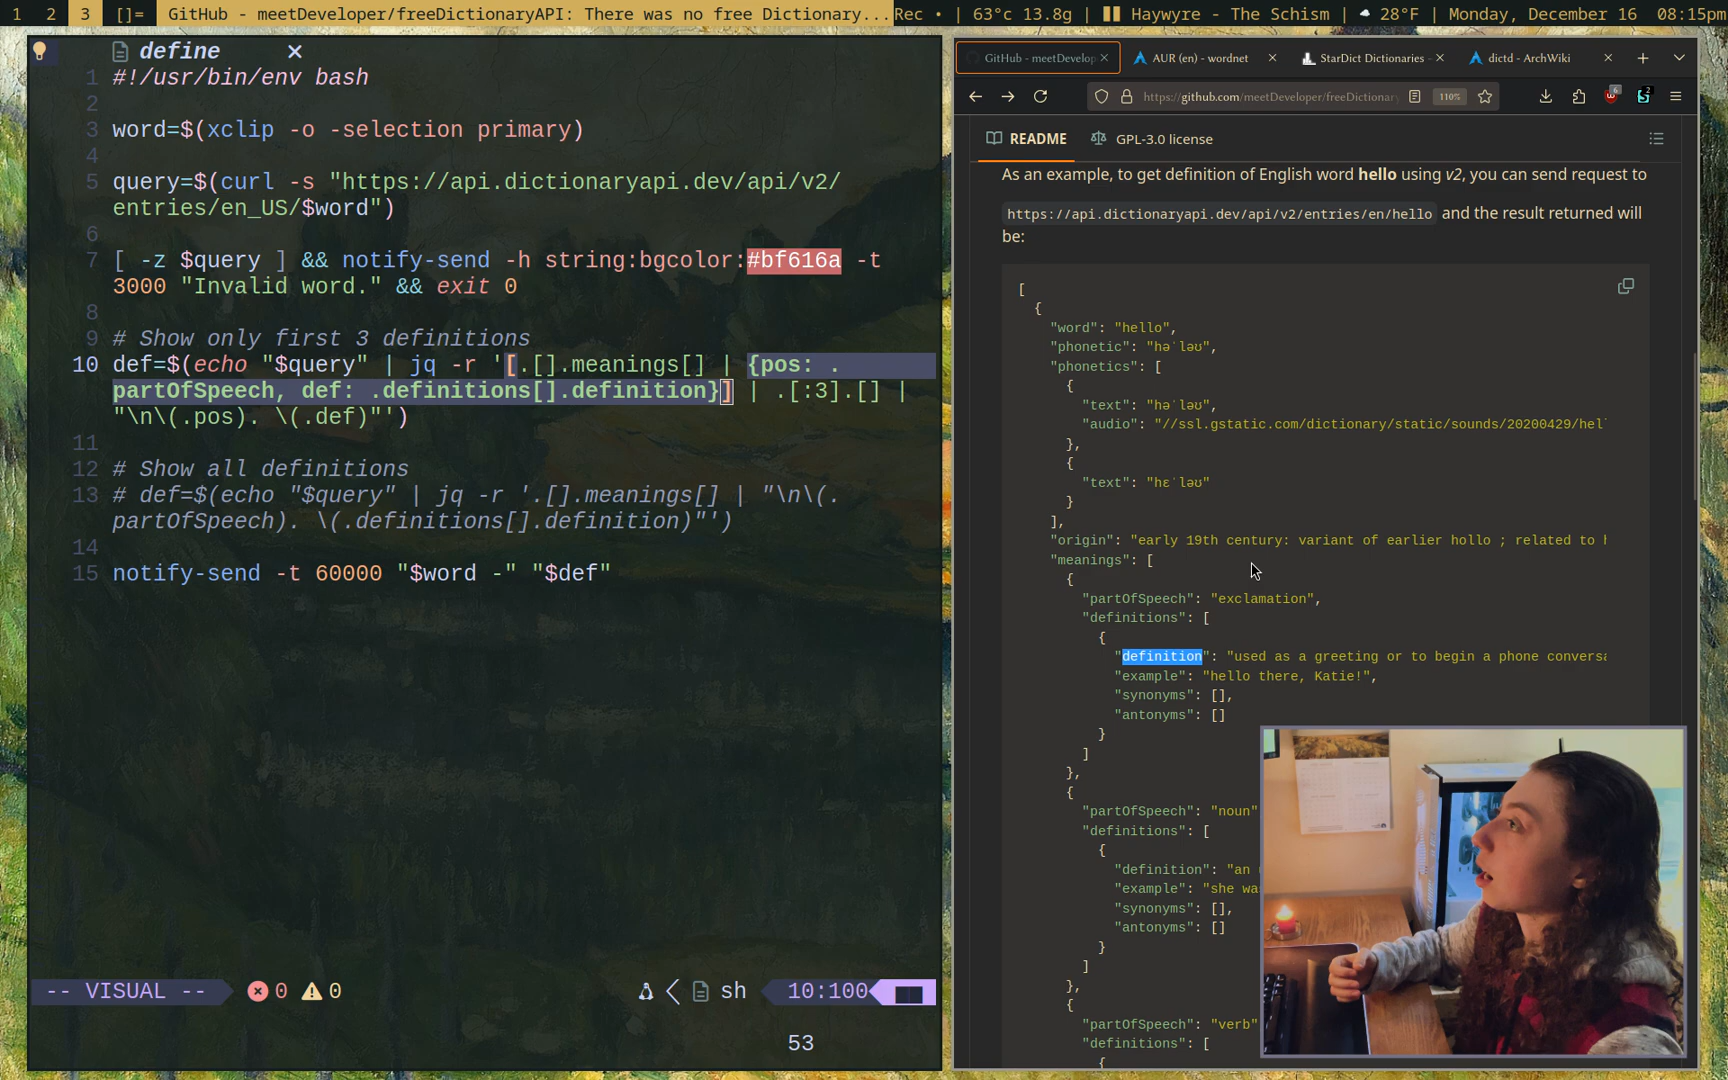 1 2 3 []= GitHub - meetDeveloper/freeDictionaryAPI: There was no free Dictionary... Rec • | 63°c 13.8g | Haywyre - The Schism | 28°F | Monday, December 16 08:15pm
define ×
1 #!/usr/bin/env bash
2
3 word=$(xclip -o -selection primary)
4
5 query=$(curl -s "https://api.dictionaryapi.dev/api/v2/
entries/en_US/$word")
6
7 [ -z $query ] && notify-send -h string:bgcolor:#bf616a -t
3000 "Invalid word." && exit 0
8
9 # Show only first 3 definitions
10 def=$(echo "$query" | jq -r '[.[].meanings[] | {pos: .
partOfSpeech, def: .definitions[].definition}] | .[:3].[] |
"\n\(.pos). \(.def)"')
11
12 # Show all definitions
13 # def=$(echo "$query" | jq -r '.[].meanings[] | "\n\(.
partOfSpeech). \(.definitions[].definition)"')
14
15 notify-send -t 60000 "$word -" "$def"
-- VISUAL -- 0 0 sh 10:100
53
GitHub - meetDevelop × AUR (en) - wordnet × StarDict Dictionaries - × dictd - ArchWiki ×
https://github.com/meetDeveloper/freeDictionar 110% 6 2
README GPL-3.0 license
As an example, to get definition of English word hello using v2, you can send request to
https://api.dictionaryapi.dev/api/v2/entries/en/hello and the result returned will
be:
[
{
"word": "hello",
"phonetic": "həˈləʊ",
"phonetics": [
{
"text": "həˈləʊ",
"audio": "//ssl.gstatic.com/dictionary/static/sounds/20200429/hel
},
{
"text": "hɛˈləʊ"
}
],
"origin": "early 19th century: variant of earlier hollo ; related to
"meanings": [
{
"partOfSpeech": "exclamation",
"definitions": [
{
"definition": "used as a greeting or to begin a phone conversa
"example": "hello there, Katie!",
"synonyms": [],
"antonyms": []
}
]
},
{
"partOfSpeech": "noun"
"definitions": [
{
"definition": "an
"example": "she wa
"synonyms": [],
"antonyms": []
}
]
},
{
"partOfSpeech": "verb"
"definitions": [
{